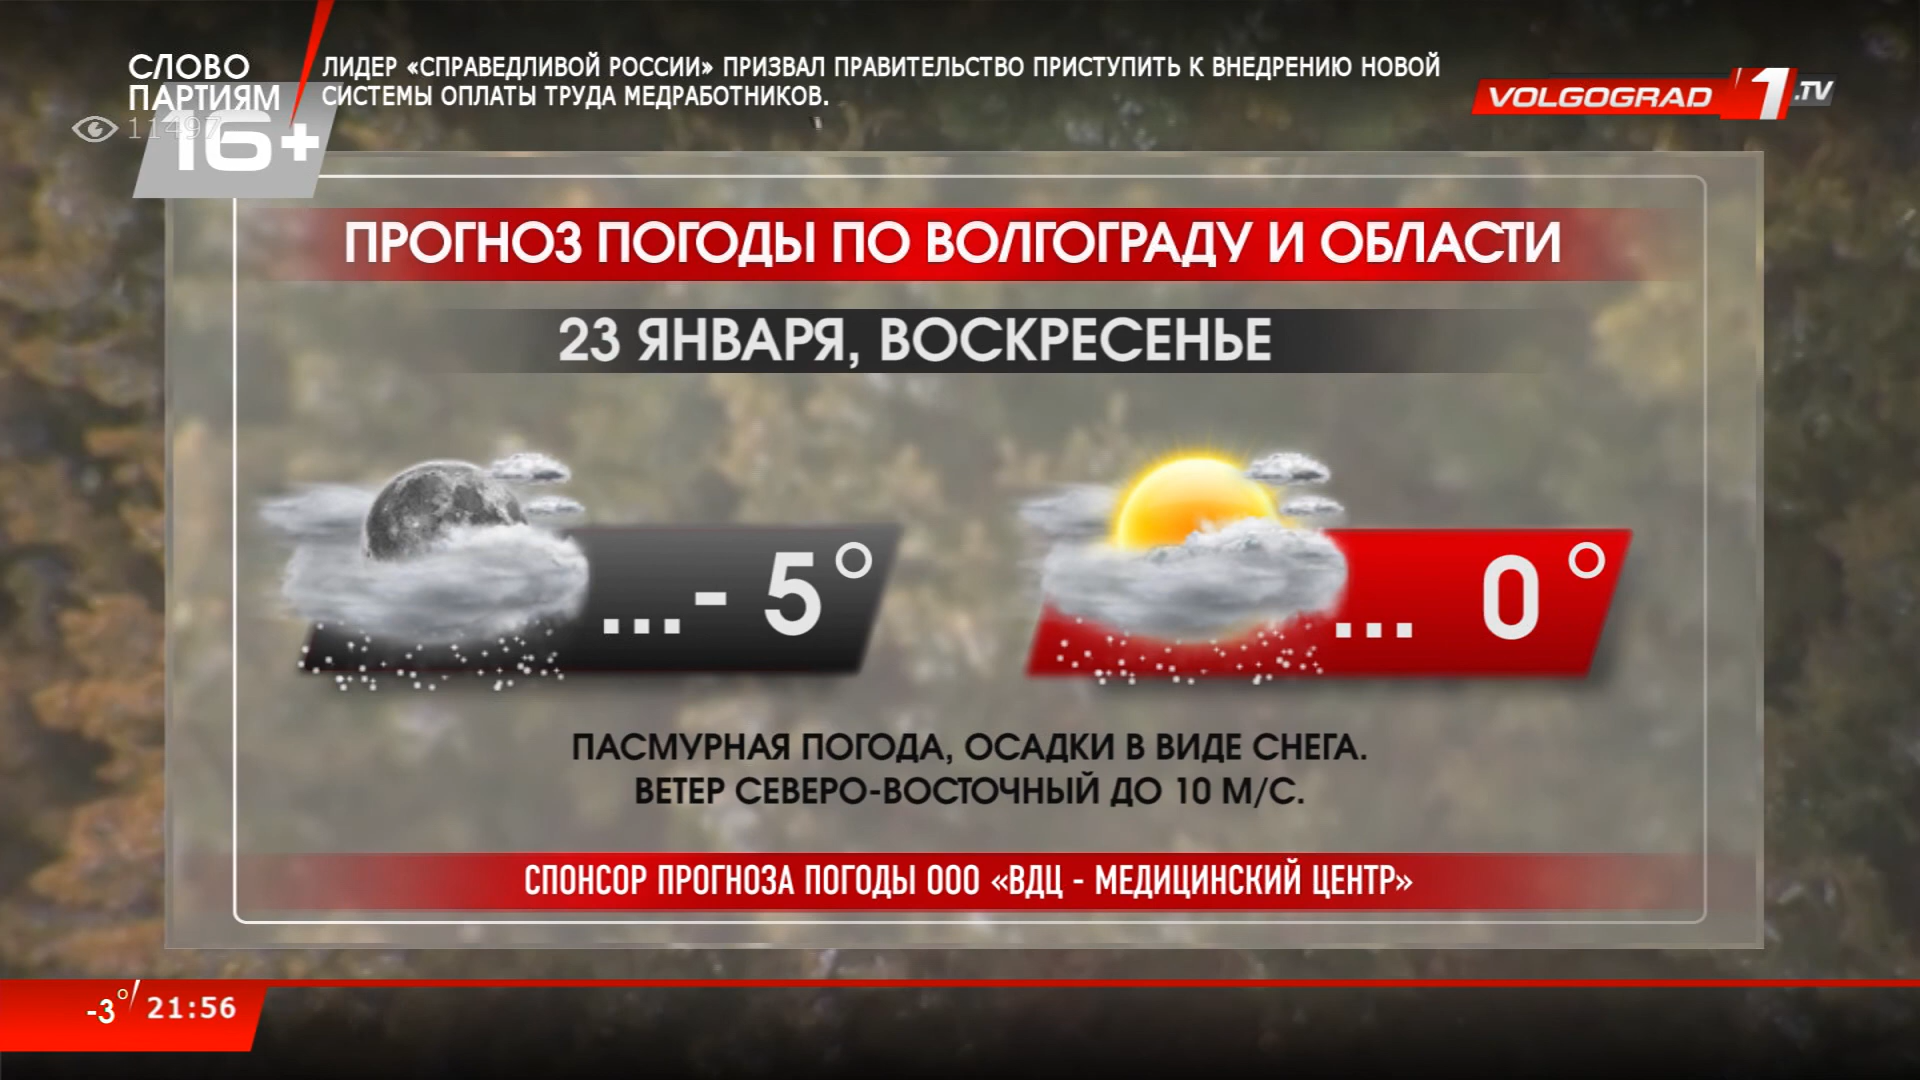 СЛОВО
ПАРТИЯМ
ЛИДЕР «СПРАВЕДЛИВОЙ РОССИИ» ПРИЗВАЛ ПРАВИТЕЛЬСТВО ПРИСТУПИТЬ К ВНЕДРЕНИЮ НОВОЙ
СИСТЕМЫ ОПЛАТЫ ТРУДА МЕДРАБОТНИКОВ.
VOLGOGRAD 1.TV
11497
16+
ПРОГНОЗ ПОГОДЫ ПО ВОЛГОГРАДУ И ОБЛАСТИ
23 ЯНВАРЯ, ВОСКРЕСЕНЬЕ
...- 5°
... 0°
ПАСМУРНАЯ ПОГОДА, ОСАДКИ В ВИДЕ СНЕГА.
ВЕТЕР СЕВЕРО-ВОСТОЧНЫЙ ДО 10 М/С.
СПОНСОР ПРОГНОЗА ПОГОДЫ ООО «ВДЦ - МЕДИЦИНСКИЙ ЦЕНТР»
-3° 21:56